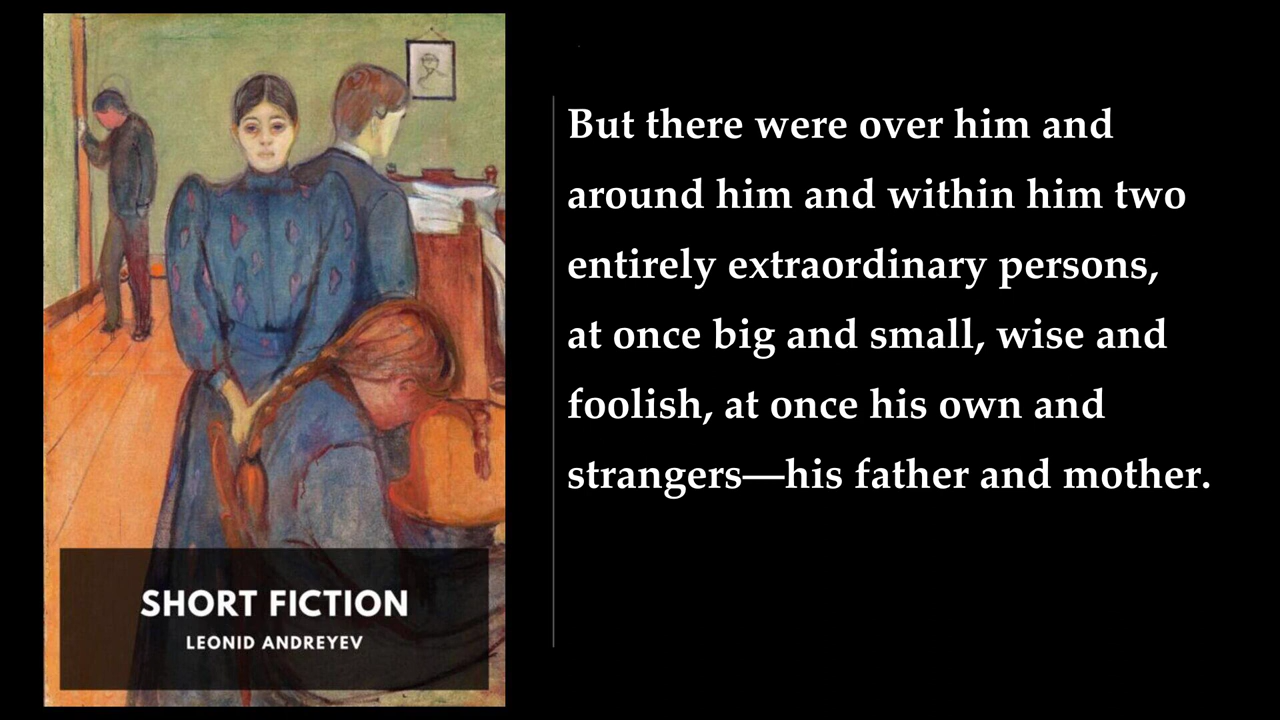 SHORT FICTION
LEONID ANDREYEV
But there were over him and
around him and within him two
entirely extraordinary persons,
at once big and small, wise and
foolish, at once his own and
strangers—his father and mother.